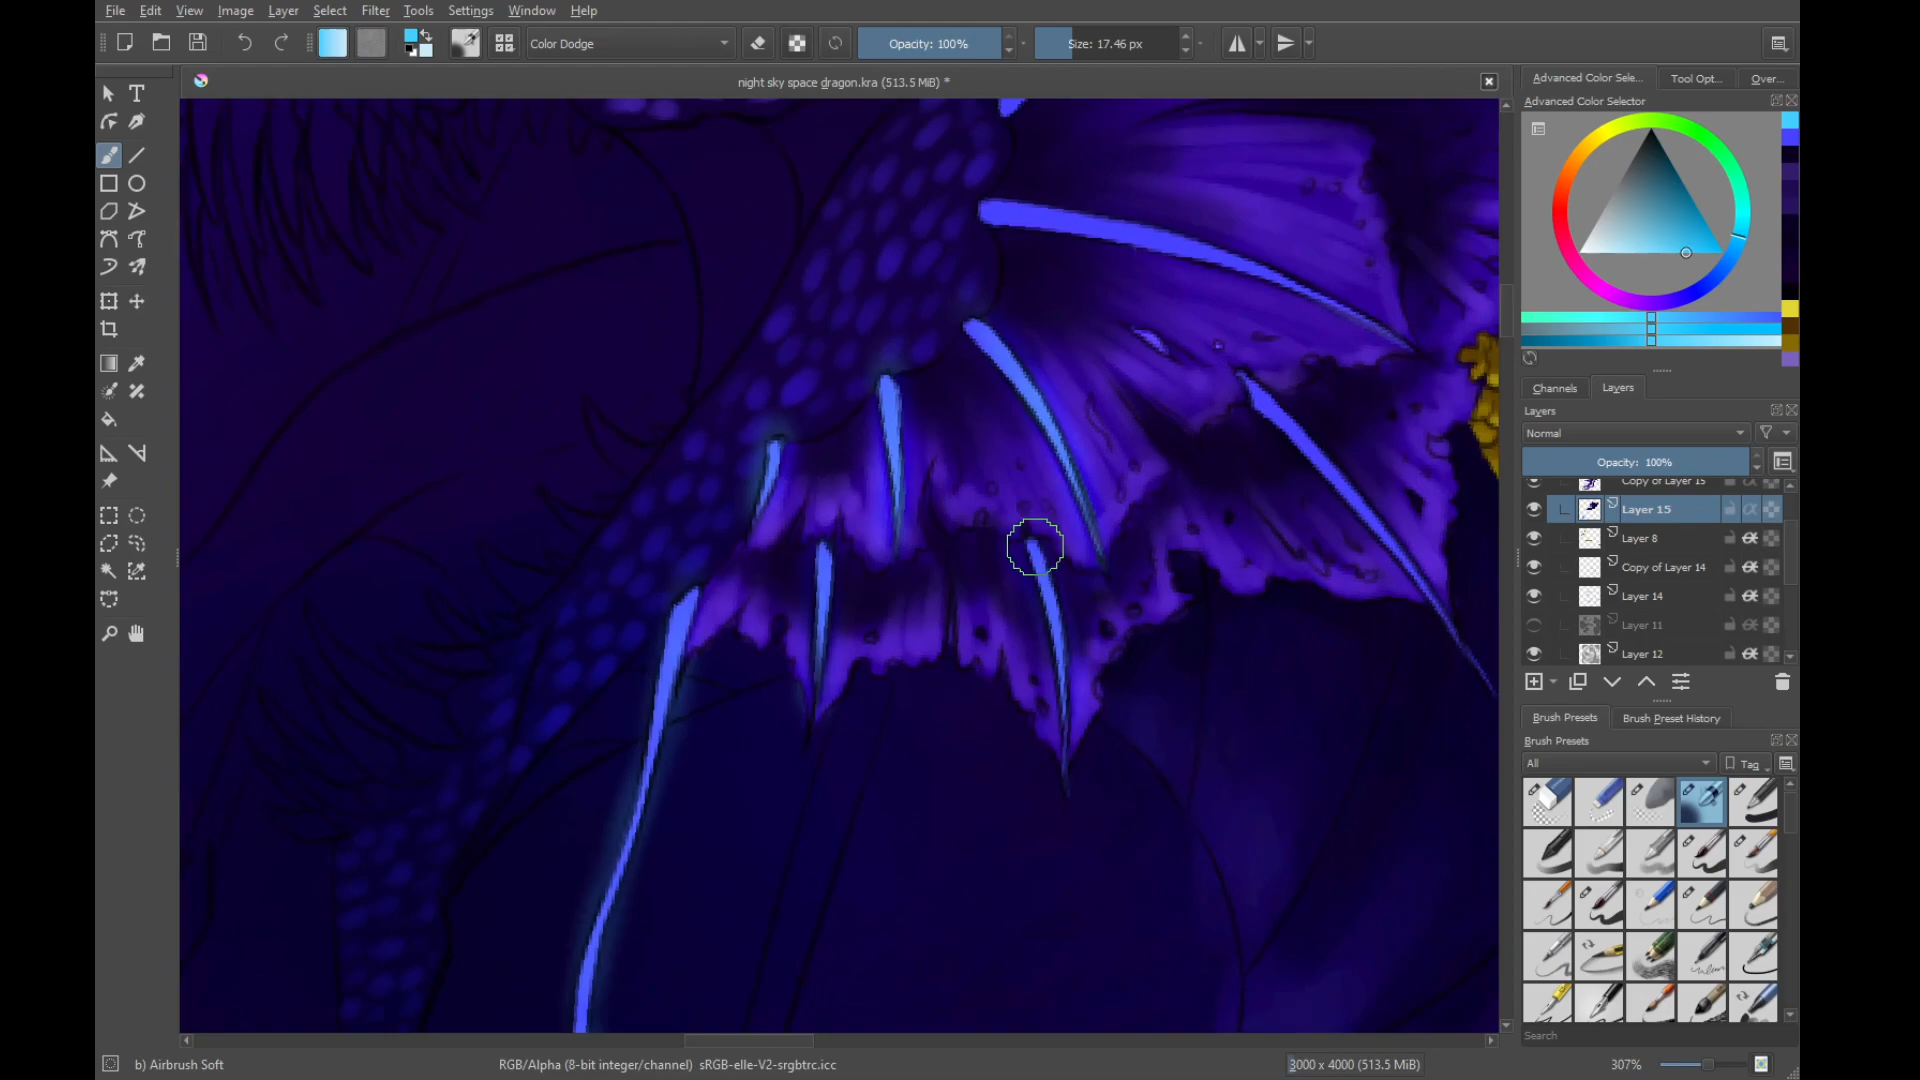 File Edit View Image Layer Select Filter Tools Settings Window Help
Color Dodge Opacity: 100% Size: 17.46 px
night sky space dragon.kra (513.5 MiB) *
Advanced Color Sele... Tool Opt... Over...
Advanced Color Selector
Channels Layers
Layers
Normal
Opacity: 100%
Copy of Layer 15
Layer 15
Layer 8
Copy of Layer 14
Layer 14
Layer 11
Layer 12
Brush Presets Brush Preset History
Brush Presets
All Tag
Search
b) Airbrush Soft RGB/Alpha (8-bit integer/channel) sRGB-elle-V2-srgbtrc.icc 3000 x 4000 (513.5 MiB) 307%